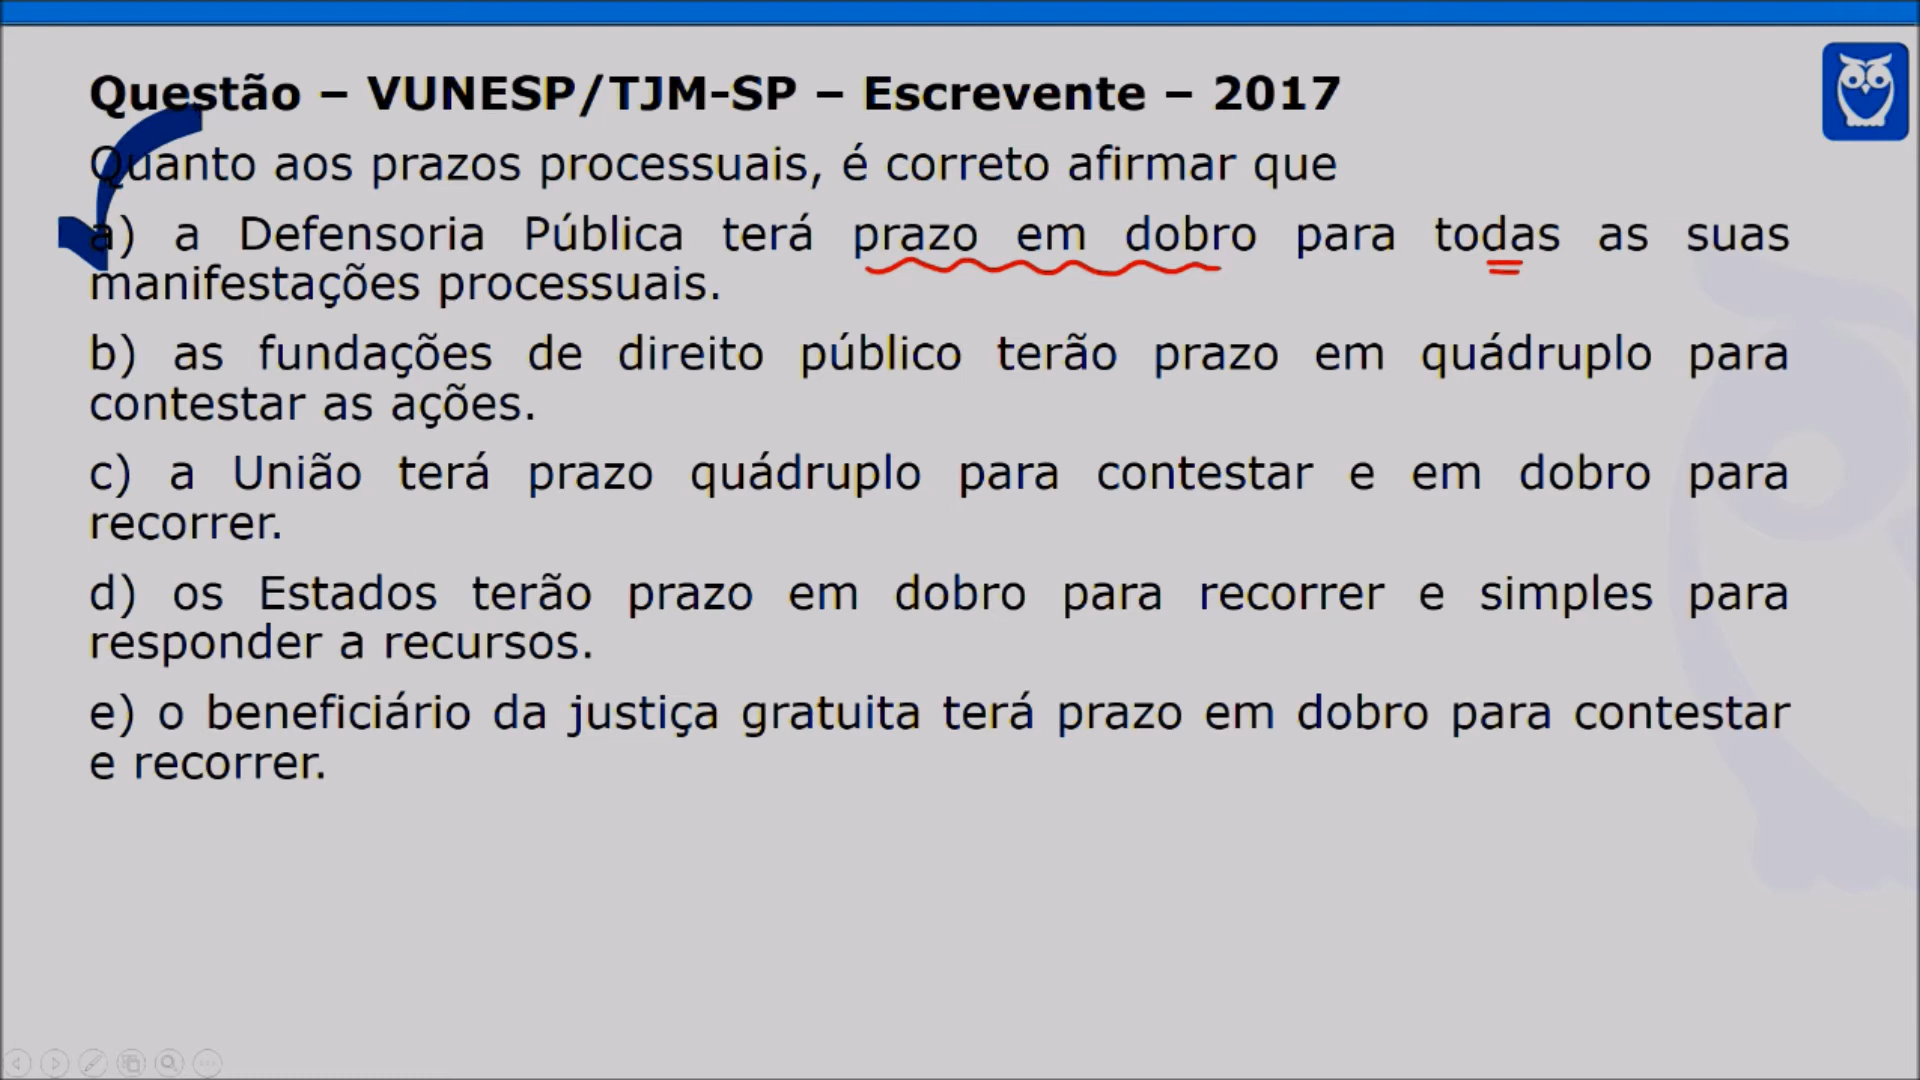 Questão – VUNESP/TJM-SP – Escrevente – 2017
Quanto aos prazos processuais, é correto afirmar que
a) a Defensoria Pública terá prazo em dobro para todas as suas
manifestações processuais.
b) as fundações de direito público terão prazo em quádruplo para
contestar as ações.
c) a União terá prazo quádruplo para contestar e em dobro para
recorrer.
d) os Estados terão prazo em dobro para recorrer e simples para
responder a recursos.
e) o beneficiário da justiça gratuita terá prazo em dobro para contestar
e recorrer.